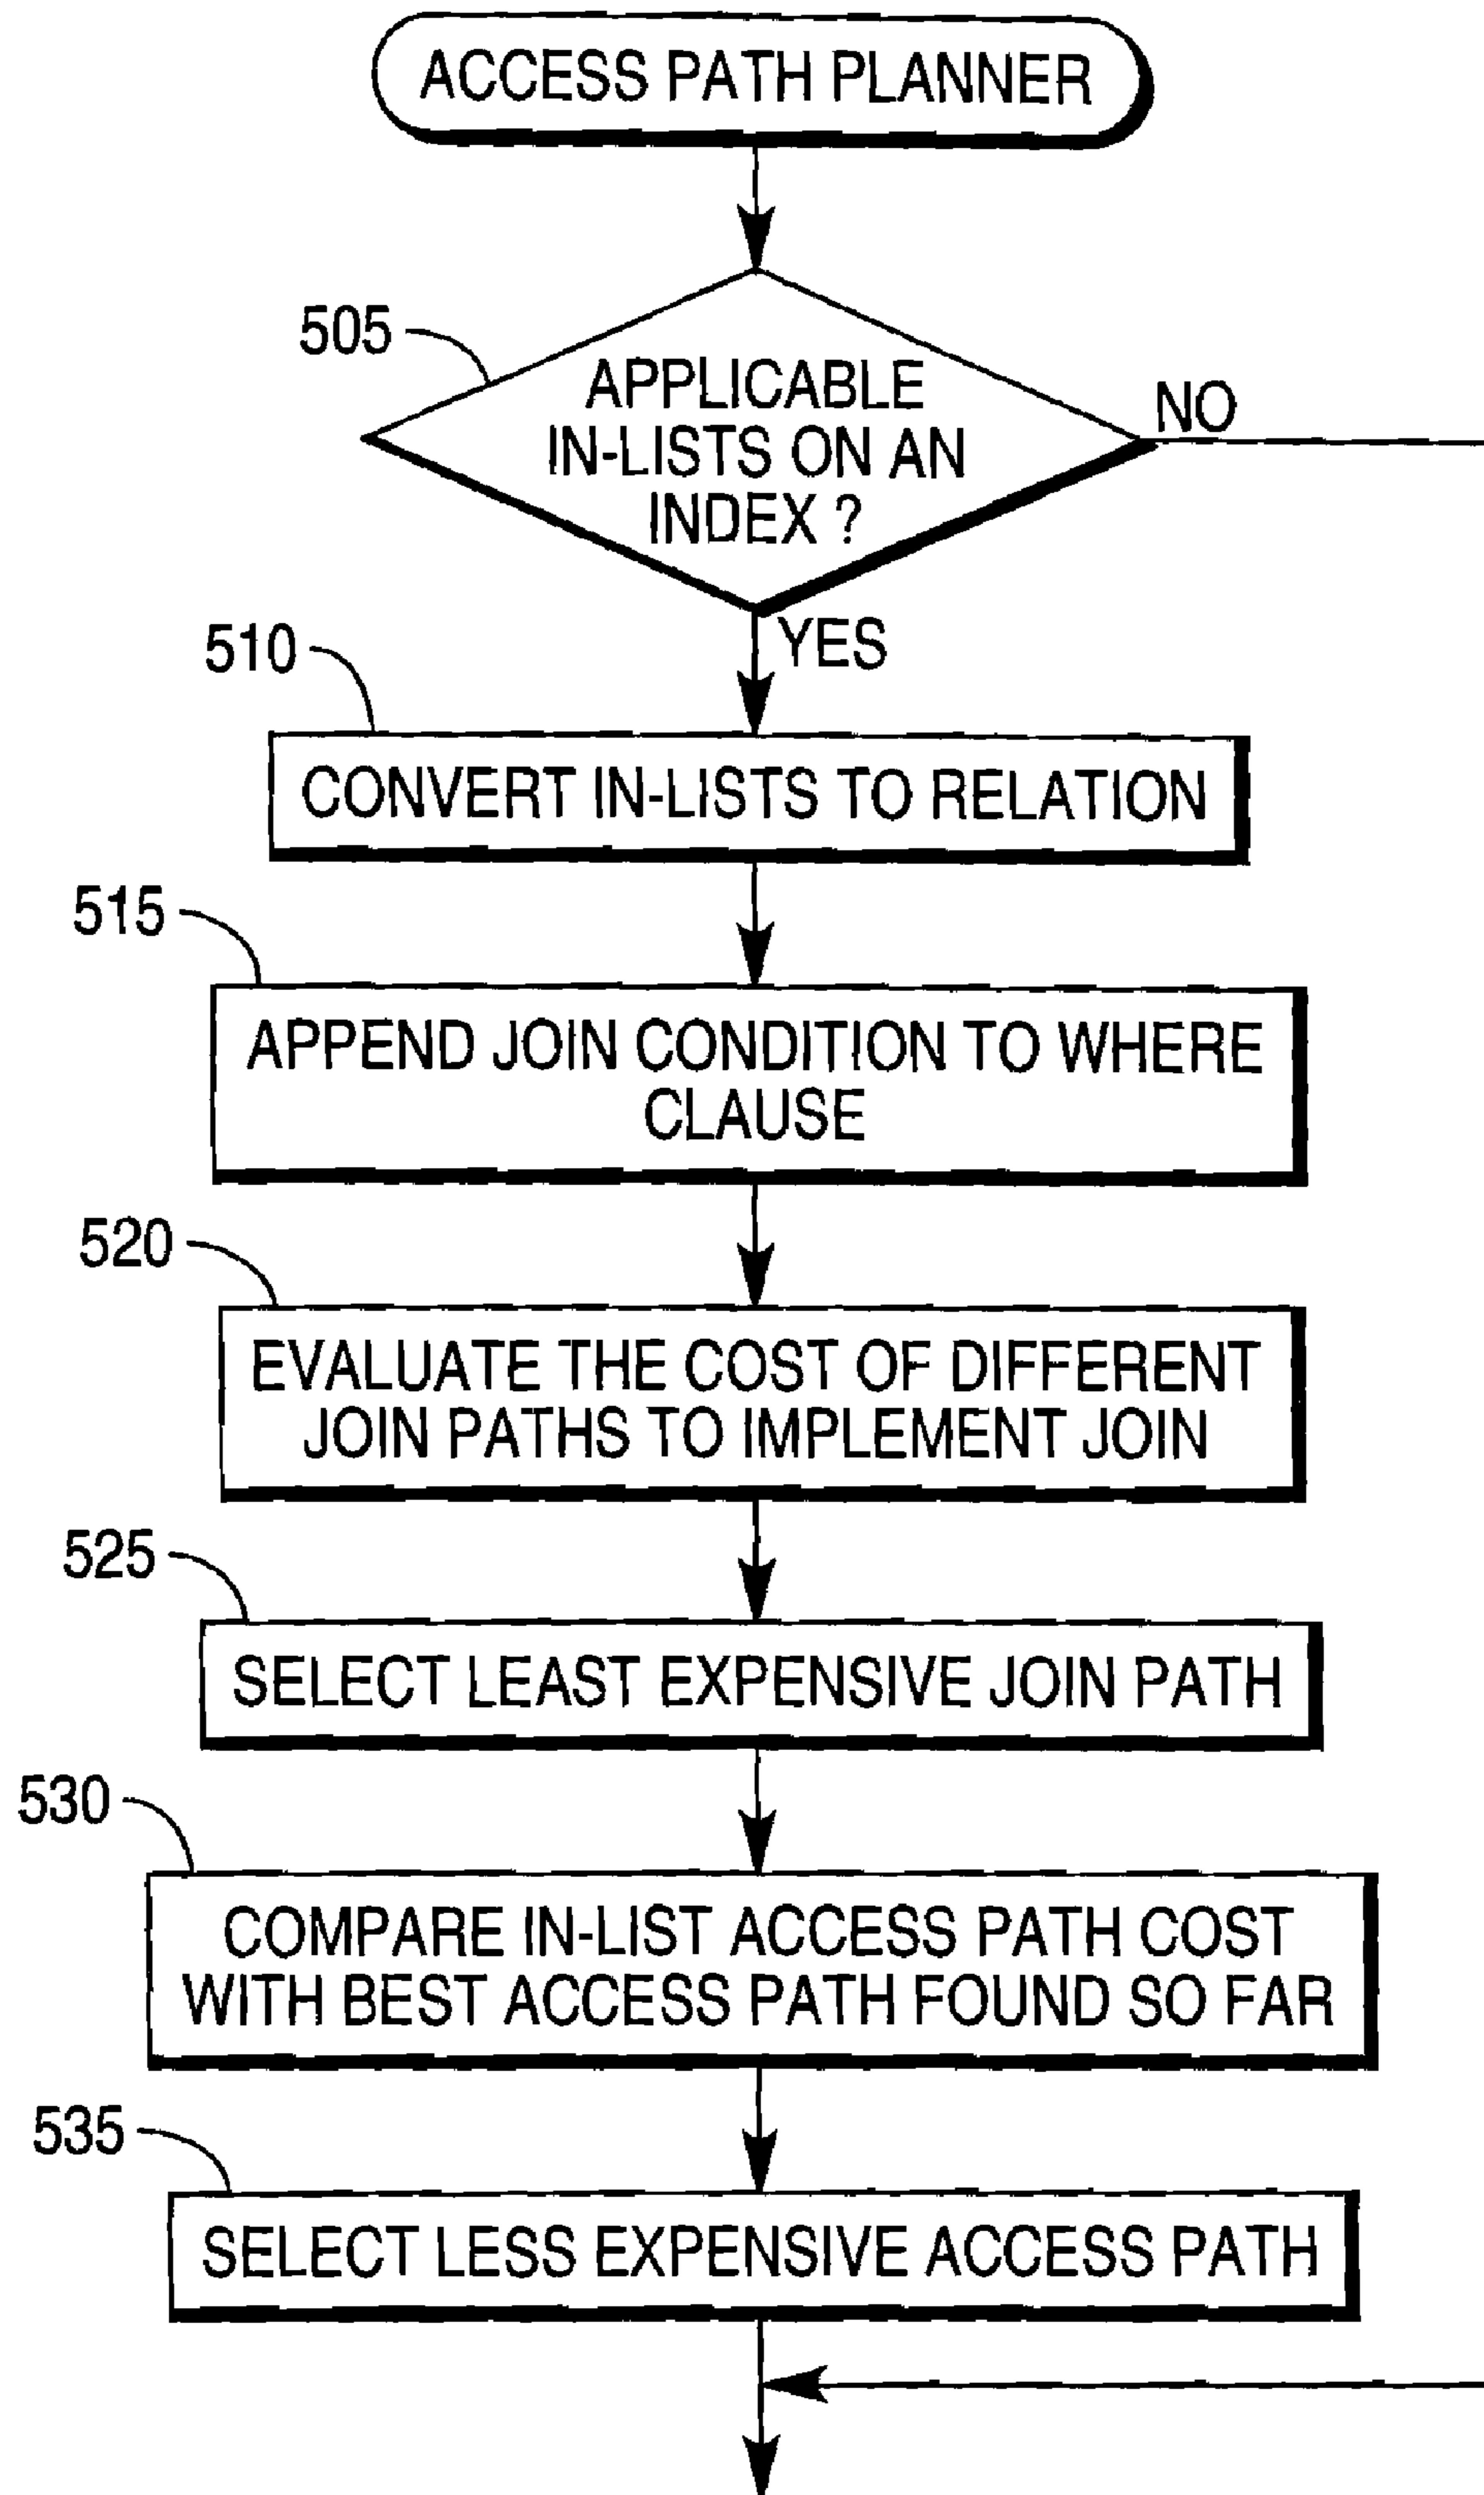 ACCESS PATH PLANNER
505
APPLICABLE
IN-LISTS ON AN
INDEX ?
NO
YES
510
CONVERT IN-LISTS TO RELATION
515
APPEND JOIN CONDITION TO WHERE
CLAUSE
520
EVALUATE THE COST OF DIFFERENT
JOIN PATHS TO IMPLEMENT JOIN
525
SELECT LEAST EXPENSIVE JOIN PATH
530
COMPARE IN-LIST ACCESS PATH COST
WITH BEST ACCESS PATH FOUND SO FAR
535
SELECT LESS EXPENSIVE ACCESS PATH